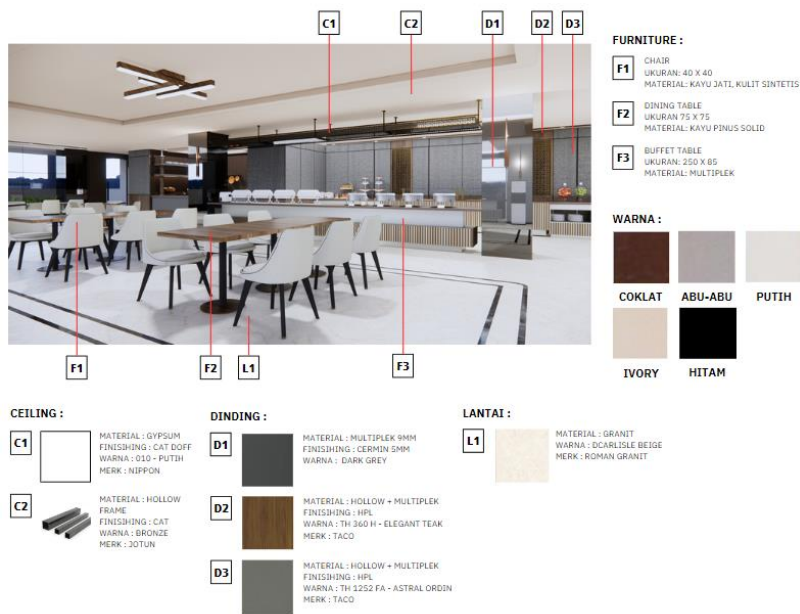 C1
C2
D1
D2
D3
F1
F2
L1
F3
FURNITURE :
F1
CHAIR
UKURAN: 40 X 40
MATERIAL: KAYU JATI, KULIT SINTETIS
F2
DINING TABLE
UKURAN 75 X 75
MATERIAL: KAYU PINUS SOLID
F3
BUFFET TABLE
UKURAN: 250 X 85
MATERIAL: MULTIPLEK
WARNA :
COKLAT
ABU-ABU
PUTIH
IVORY
HITAM
CEILING :
C1
MATERIAL : GYPSUM
FINISIHING : CAT DOFF
WARNA : 010 - PUTIH
MERK : NIPPON
C2
MATERIAL : HOLLOW
FRAME
FINISIHING : CAT
WARNA : BRONZE
MERK : JOTUN
DINDING :
D1
MATERIAL : MULTIPLEK 9MM
FINISIHING : CERMIN 5MM
WARNA : DARK GREY
D2
MATERIAL : HOLLOW + MULTIPLEK
FINISIHING : HPL
WARNA : TH 360 H - ELEGANT TEAK
MERK : TACO
D3
MATERIAL : HOLLOW + MULTIPLEK
FINISIHING : HPL
WARNA : TH 1252 FA - ASTRAL ORDIN
MERK : TACO
LANTAI :
L1
MATERIAL : GRANIT
WARNA : DCARLISLE BEIGE
MERK : ROMAN GRANIT